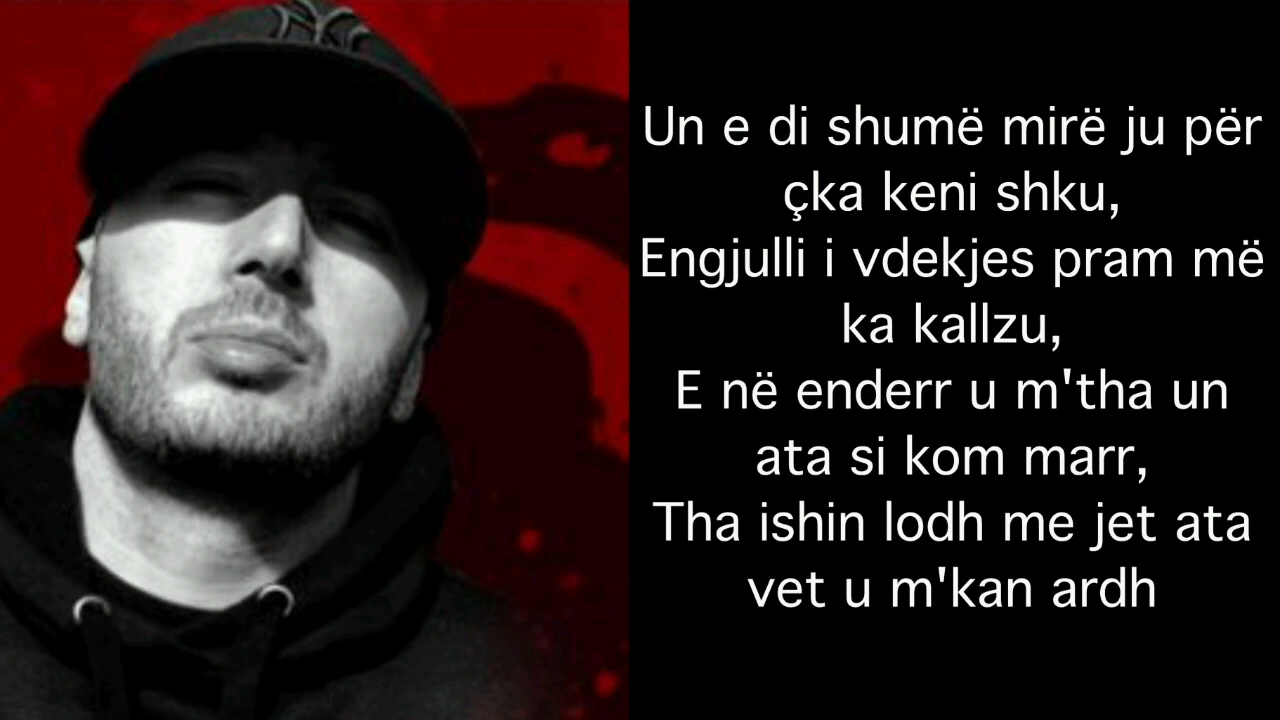 NY
Un e di shumë mirë ju për
çka keni shku,
Engjulli i vdekjes pram më
ka kallzu,
E në enderr u m'tha un
ata si kom marr,
Tha ishin lodh me jet ata
vet u m'kan ardh